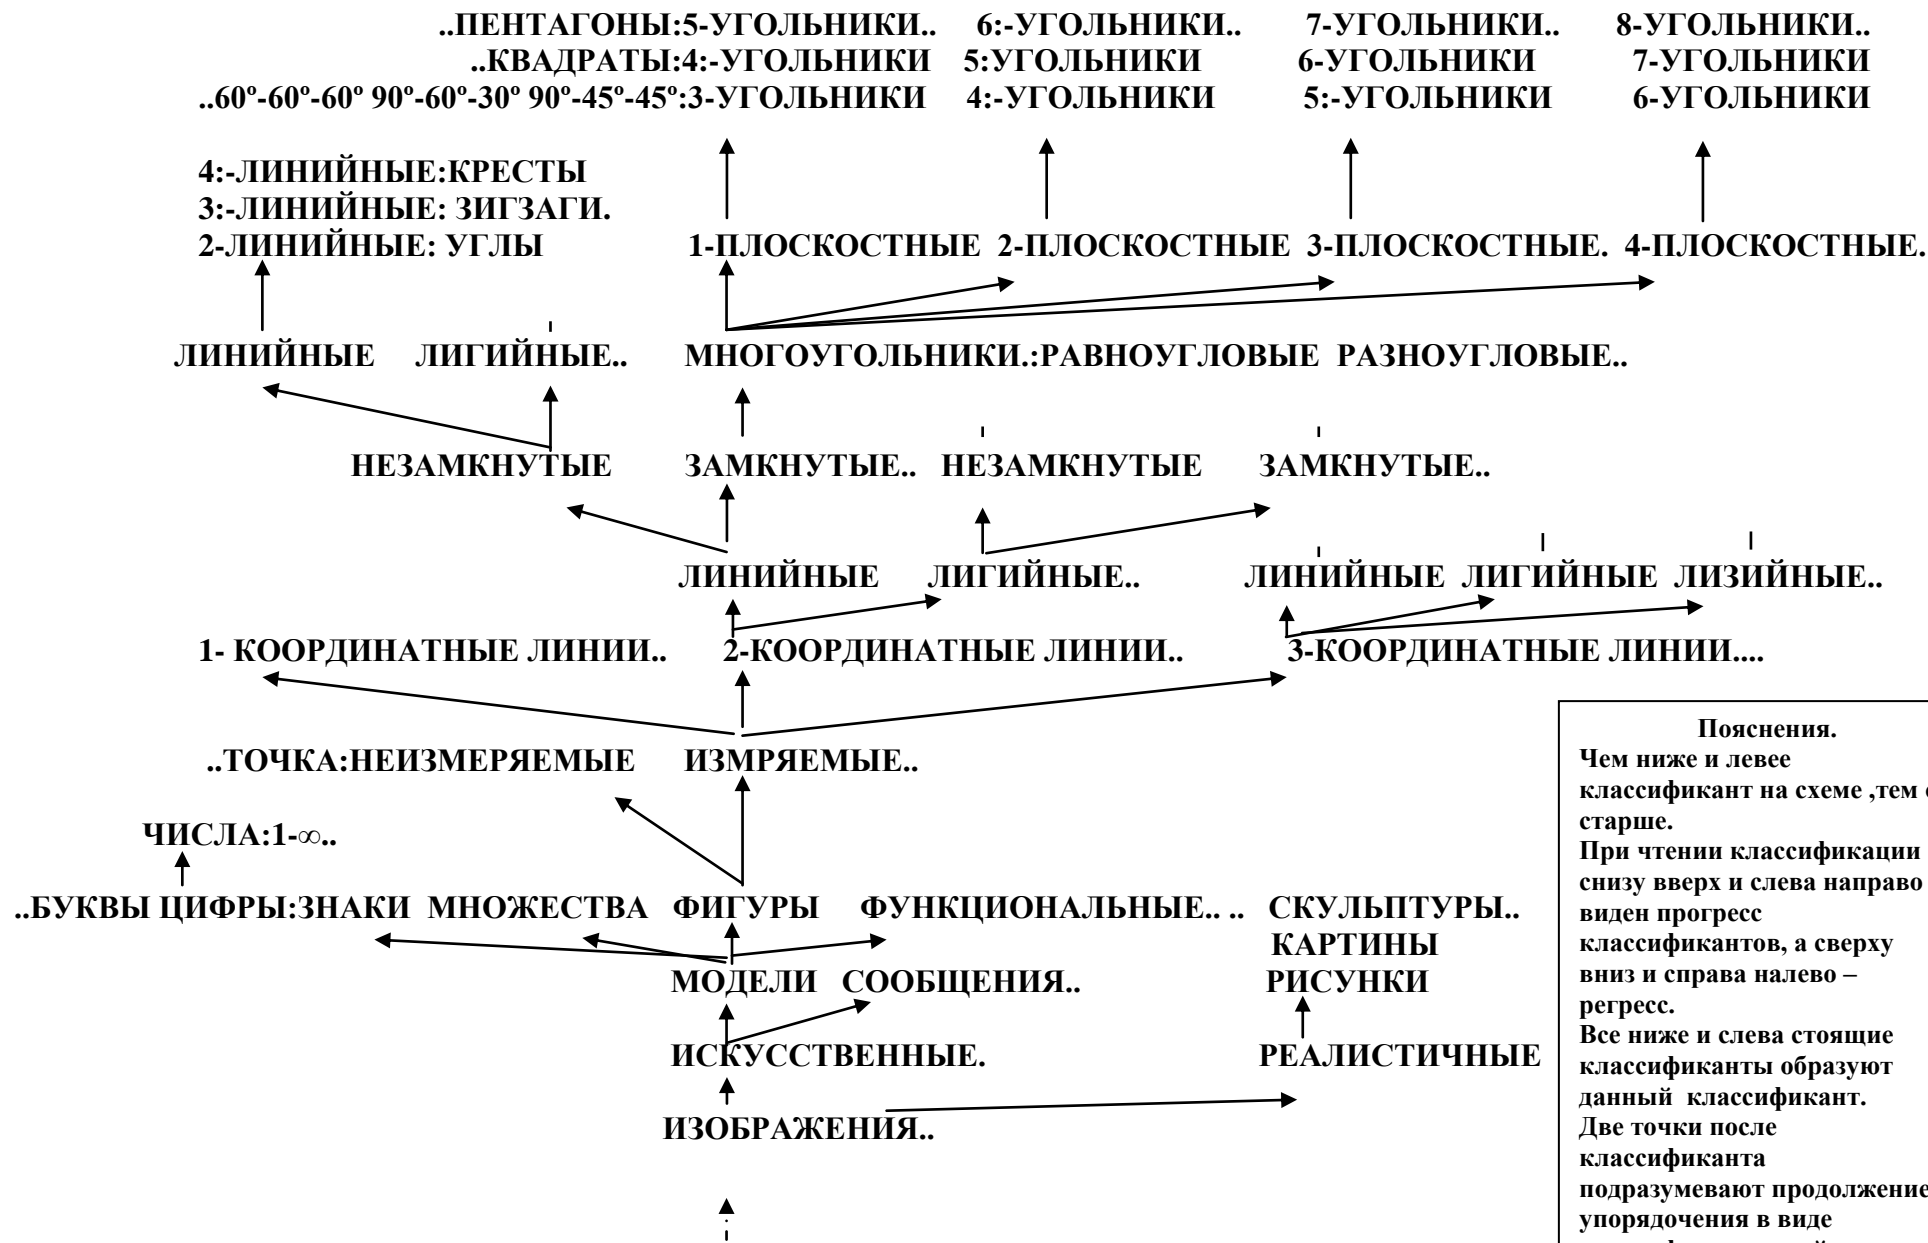 ..ПЕНТАГОНЫ:5-УГОЛЬНИКИ.. 6:-УГОЛЬНИКИ.. 7-УГОЛЬНИКИ.. 8-УГОЛЬНИКИ..
..КВАДРАТЫ:4:-УГОЛЬНИКИ 5:УГОЛЬНИКИ 6-УГОЛЬНИКИ 7-УГОЛЬНИКИ
..60º-60º-60º 90º-60º-30º 90º-45º-45º:3-УГОЛЬНИКИ 4:-УГОЛЬНИКИ 5:-УГОЛЬНИКИ 6-УГОЛЬНИКИ
4:-ЛИНИЙНЫЕ:КРЕСТЫ
3:-ЛИНИЙНЫЕ: ЗИГЗАГИ.
2-ЛИНИЙНЫЕ: УГЛЫ 1-ПЛОСКОСТНЫЕ 2-ПЛОСКОСТНЫЕ 3-ПЛОСКОСТНЫЕ. 4-ПЛОСКОСТНЫЕ.
ЛИНИЙНЫЕ ЛИГИЙНЫЕ.. МНОГОУГОЛЬНИКИ.:РАВНОУГЛОВЫЕ РАЗНОУГЛОВЫЕ..
НЕЗАМКНУТЫЕ ЗАМКНУТЫЕ.. НЕЗАМКНУТЫЕ ЗАМКНУТЫЕ..
ЛИНИЙНЫЕ ЛИГИЙНЫЕ.. ЛИНИЙНЫЕ ЛИГИЙНЫЕ ЛИЗИЙНЫЕ..
1- КООРДИНАТНЫЕ ЛИНИИ.. 2-КООРДИНАТНЫЕ ЛИНИИ.. 3-КООРДИНАТНЫЕ ЛИНИИ....
..ТОЧКА:НЕИЗМЕРЯЕМЫЕ ИЗМРЯЕМЫЕ..
ЧИСЛА:1-∞..
..БУКВЫ ЦИФРЫ:ЗНАКИ МНОЖЕСТВА ФИГУРЫ ФУНКЦИОНАЛЬНЫЕ.. .. СКУЛЬПТУРЫ..
КАРТИНЫ
МОДЕЛИ СООБЩЕНИЯ.. РИСУНКИ
ИСКУССТВЕННЫЕ. РЕАЛИСТИЧНЫЕ
ИЗОБРАЖЕНИЯ..
Пояснения.
Чем ниже и левее
классификант на схеме ,тем
старше.
При чтении классификации
снизу вверх и слева направо
виден прогресс
классификантов, а сверху
вниз и справа налево –
регресс.
Все ниже и слева стоящие
классификанты образуют
данный классификант.
Две точки после
классификанта
подразумевают продолжение
упорядочения в виде